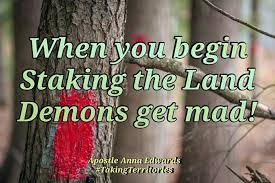 When you begin
Staking the Land
Demons get mad!
Apostle Anna Edwards
#TakingTerritories